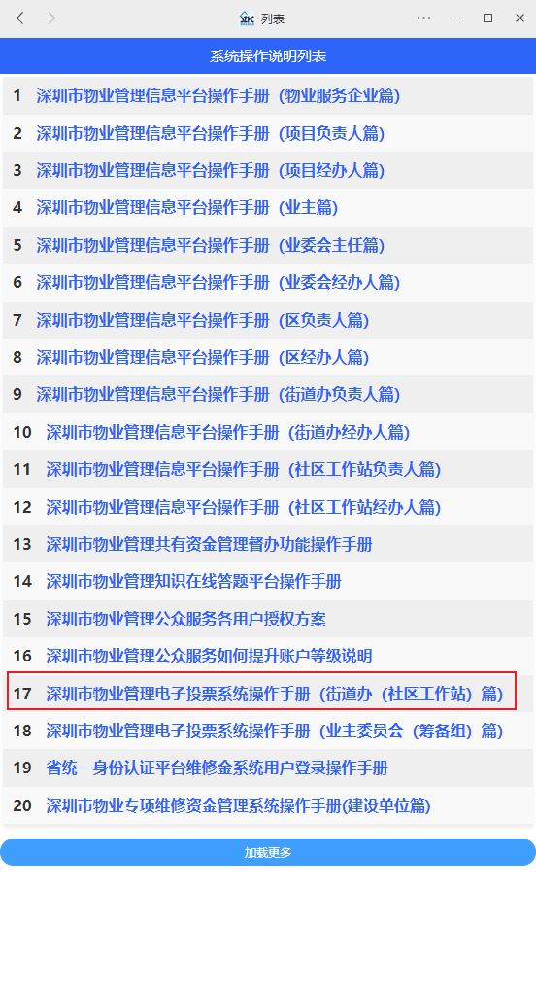 列表
系统操作说明列表
1 深圳市物业管理信息平台操作手册（物业服务企业篇）
2 深圳市物业管理信息平台操作手册（项目负责人篇）
3 深圳市物业管理信息平台操作手册（项目经办人篇）
4 深圳市物业管理信息平台操作手册（业主篇）
5 深圳市物业管理信息平台操作手册（业委会主任篇）
6 深圳市物业管理信息平台操作手册（业委会经办人篇）
7 深圳市物业管理信息平台操作手册（区负责人篇）
8 深圳市物业管理信息平台操作手册（区经办人篇）
9 深圳市物业管理信息平台操作手册（街道办负责人篇）
10 深圳市物业管理信息平台操作手册（街道办经办人篇）
11 深圳市物业管理信息平台操作手册（社区工作站负责人篇）
12 深圳市物业管理信息平台操作手册（社区工作站经办人篇）
13 深圳市物业管理共有资金管理督办功能操作手册
14 深圳市物业管理知识在线答题平台操作手册
15 深圳市物业管理公众服务各用户授权方案
16 深圳市物业管理公众服务如何提升账户等级说明
17 深圳市物业管理电子投票系统操作手册（街道办（社区工作站）篇）
18 深圳市物业管理电子投票系统操作手册（业主委员会（筹备组）篇）
19 省统一身份认证平台维修金系统用户登录操作手册
20 深圳市物业专项维修资金管理系统操作手册(建设单位篇)
加载更多